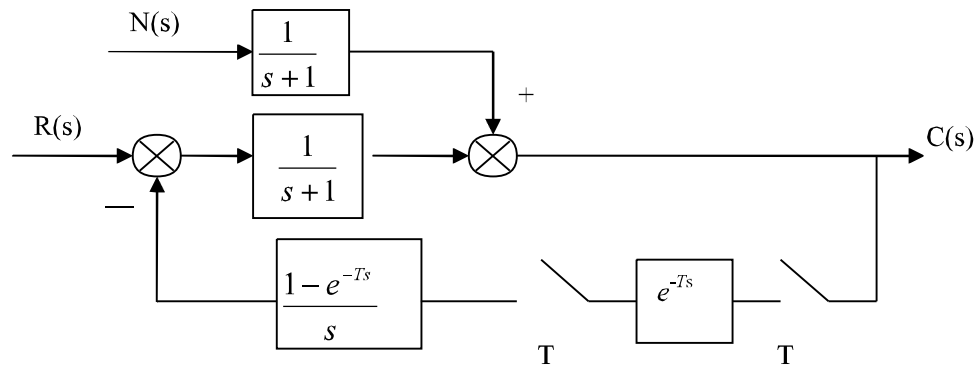 N(s)
1
s + 1
+
R(s)
1
s + 1
C(s)
—
1 − e^{-Ts}
s
e^{-Ts}
T
T